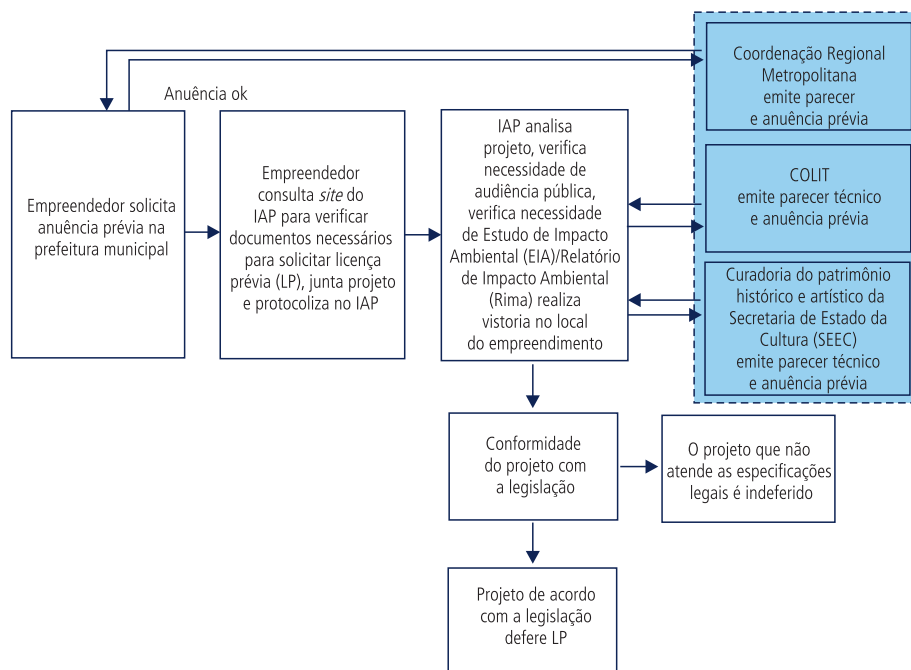 Anuência ok
Empreendedor solicita
anuência prévia na
prefeitura municipal
Empreendedor
consulta site do
IAP para verificar
documentos necessários
para solicitar licença
prévia (LP), junta projeto
e protocoliza no IAP
IAP analisa
projeto, verifica
necessidade de
audiência pública,
verifica necessidade
de Estudo de Impacto
Ambiental (EIA)/Relatório
de Impacto Ambiental
(Rima) realiza
vistoria no local
do empreendimento
Coordenação Regional
Metropolitana
emite parecer
e anuência prévia
COLIT
emite parecer técnico
e anuência prévia
Curadoria do patrimônio
histórico e artístico da
Secretaria de Estado da
Cultura (SEEC)
emite parecer técnico
e anuência prévia
Conformidade
do projeto com
a legislação
O projeto que não
atende as especificações
legais é indeferido
Projeto de acordo
com a legislação
defere LP